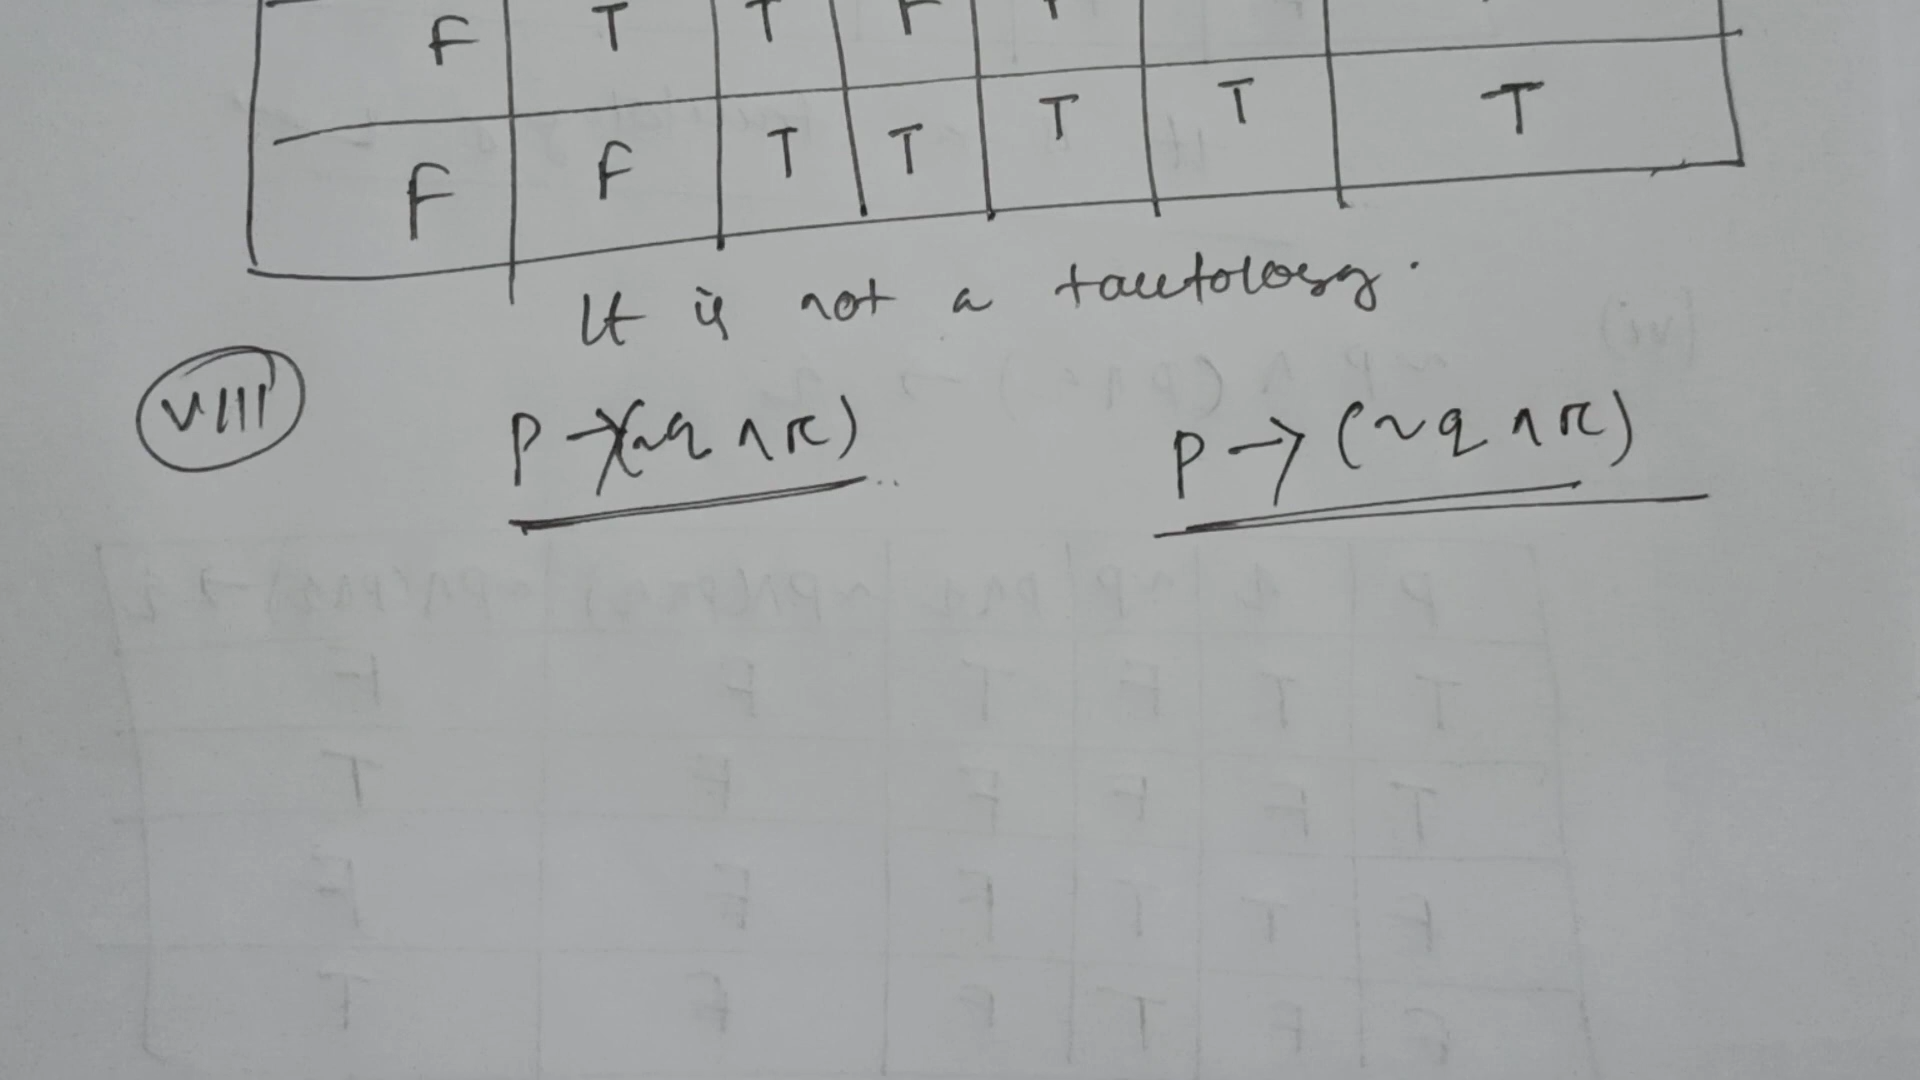 F T T F T
F F T T T T T
It is not a tautology.
VIII P → (~q ∧ r) P → (~q ∧ r)